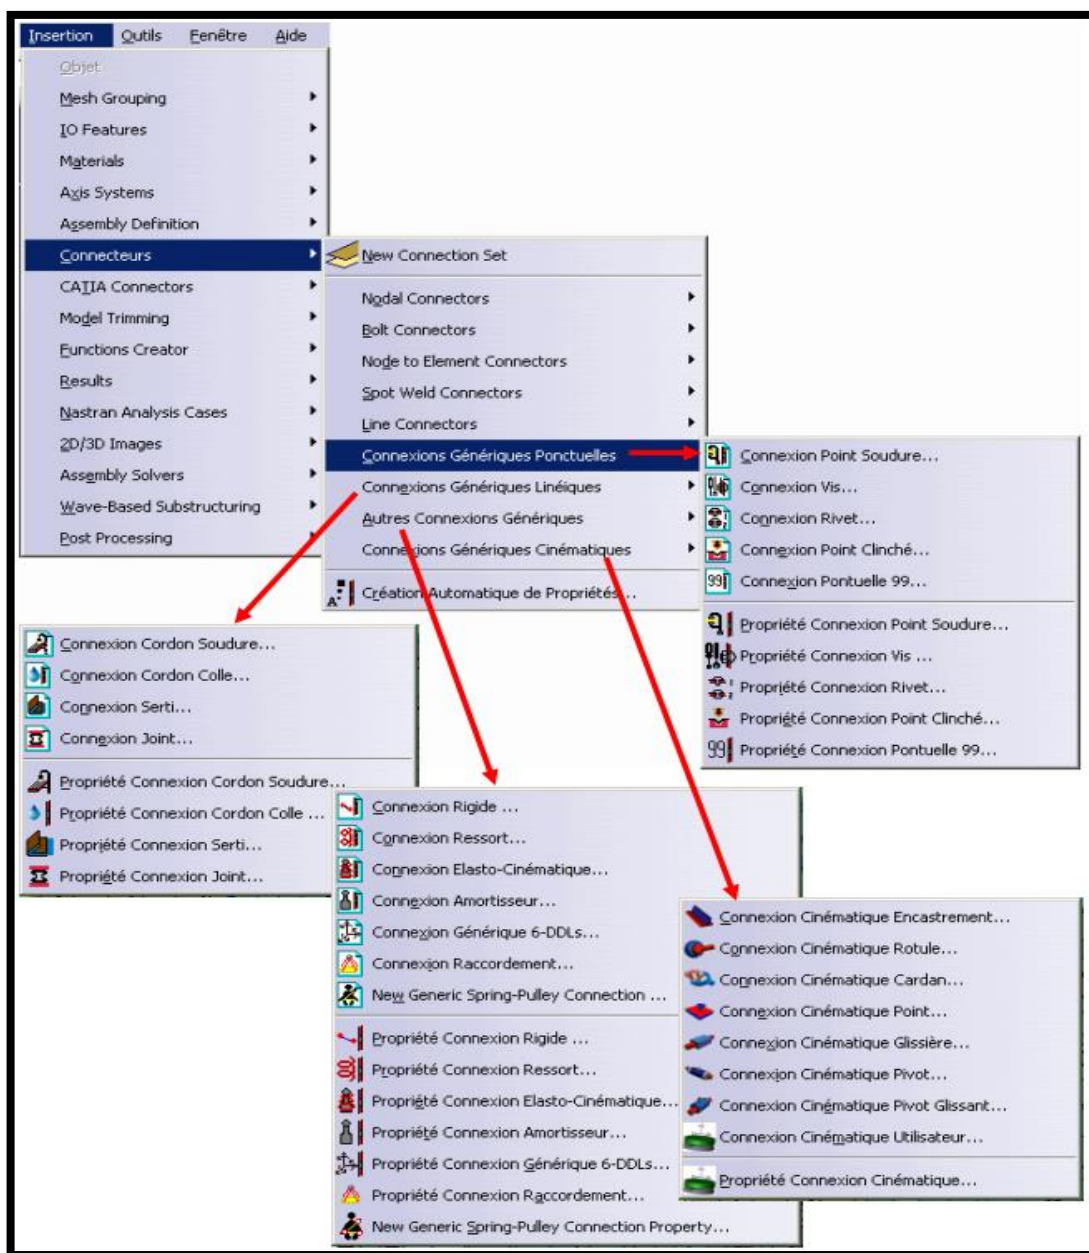 Insertion Outils Fenêtre Aide
Objet
Mesh Grouping
IO Features
Materials
Axis Systems
Assembly Definition
Connecteurs
CATIA Connectors
Model Trimming
Functions Creator
Results
Nastran Analysis Cases
2D/3D Images
Assembly Solvers
Wave-Based Substructuring
Post Processing
New Connection Set
Nodal Connectors
Bolt Connectors
Node to Element Connectors
Spot Weld Connectors
Line Connectors
Connexions Génériques Ponctuelles
Connexions Génériques Linéiques
Autres Connexions Génériques
Connexions Génériques Cinématiques
Création Automatique de Propriétés...
Connexion Point Soudure...
Connexion Vis...
Connexion Rivet...
Connexion Point Clinché...
Connexion Pontuelle 99...
Propriété Connexion Point Soudure...
Propriété Connexion Vis ...
Propriété Connexion Rivet...
Propriété Connexion Point Clinché...
Propriété Connexion Pontuelle 99...
Connexion Cordon Soudure...
Connexion Cordon Colle...
Connexion Serti...
Connexion Joint...
Propriété Connexion Cordon Soudure...
Propriété Connexion Cordon Colle ...
Propriété Connexion Serti...
Propriété Connexion Joint...
Connexion Rigide ...
Connexion Ressort...
Connexion Elasto-Cinématique...
Connexion Amortisseur...
Connexion Générique 6-DDLs...
Connexion Raccordement...
New Generic Spring-Pulley Connection ...
Propriété Connexion Rigide ...
Propriété Connexion Ressort...
Propriété Connexion Elasto-Cinématique...
Propriété Connexion Amortisseur...
Propriété Connexion Générique 6-DDLs...
Propriété Connexion Raccordement...
New Generic Spring-Pulley Connection Property...
Connexion Cinématique Encastrement...
Connexion Cinématique Rotule...
Connexion Cinématique Cardan...
Connexion Cinématique Point...
Connexion Cinématique Glissière...
Connexion Cinématique Pivot...
Connexion Cinématique Pivot Glissant...
Connexion Cinématique Utilisateur...
Propriété Connexion Cinématique...